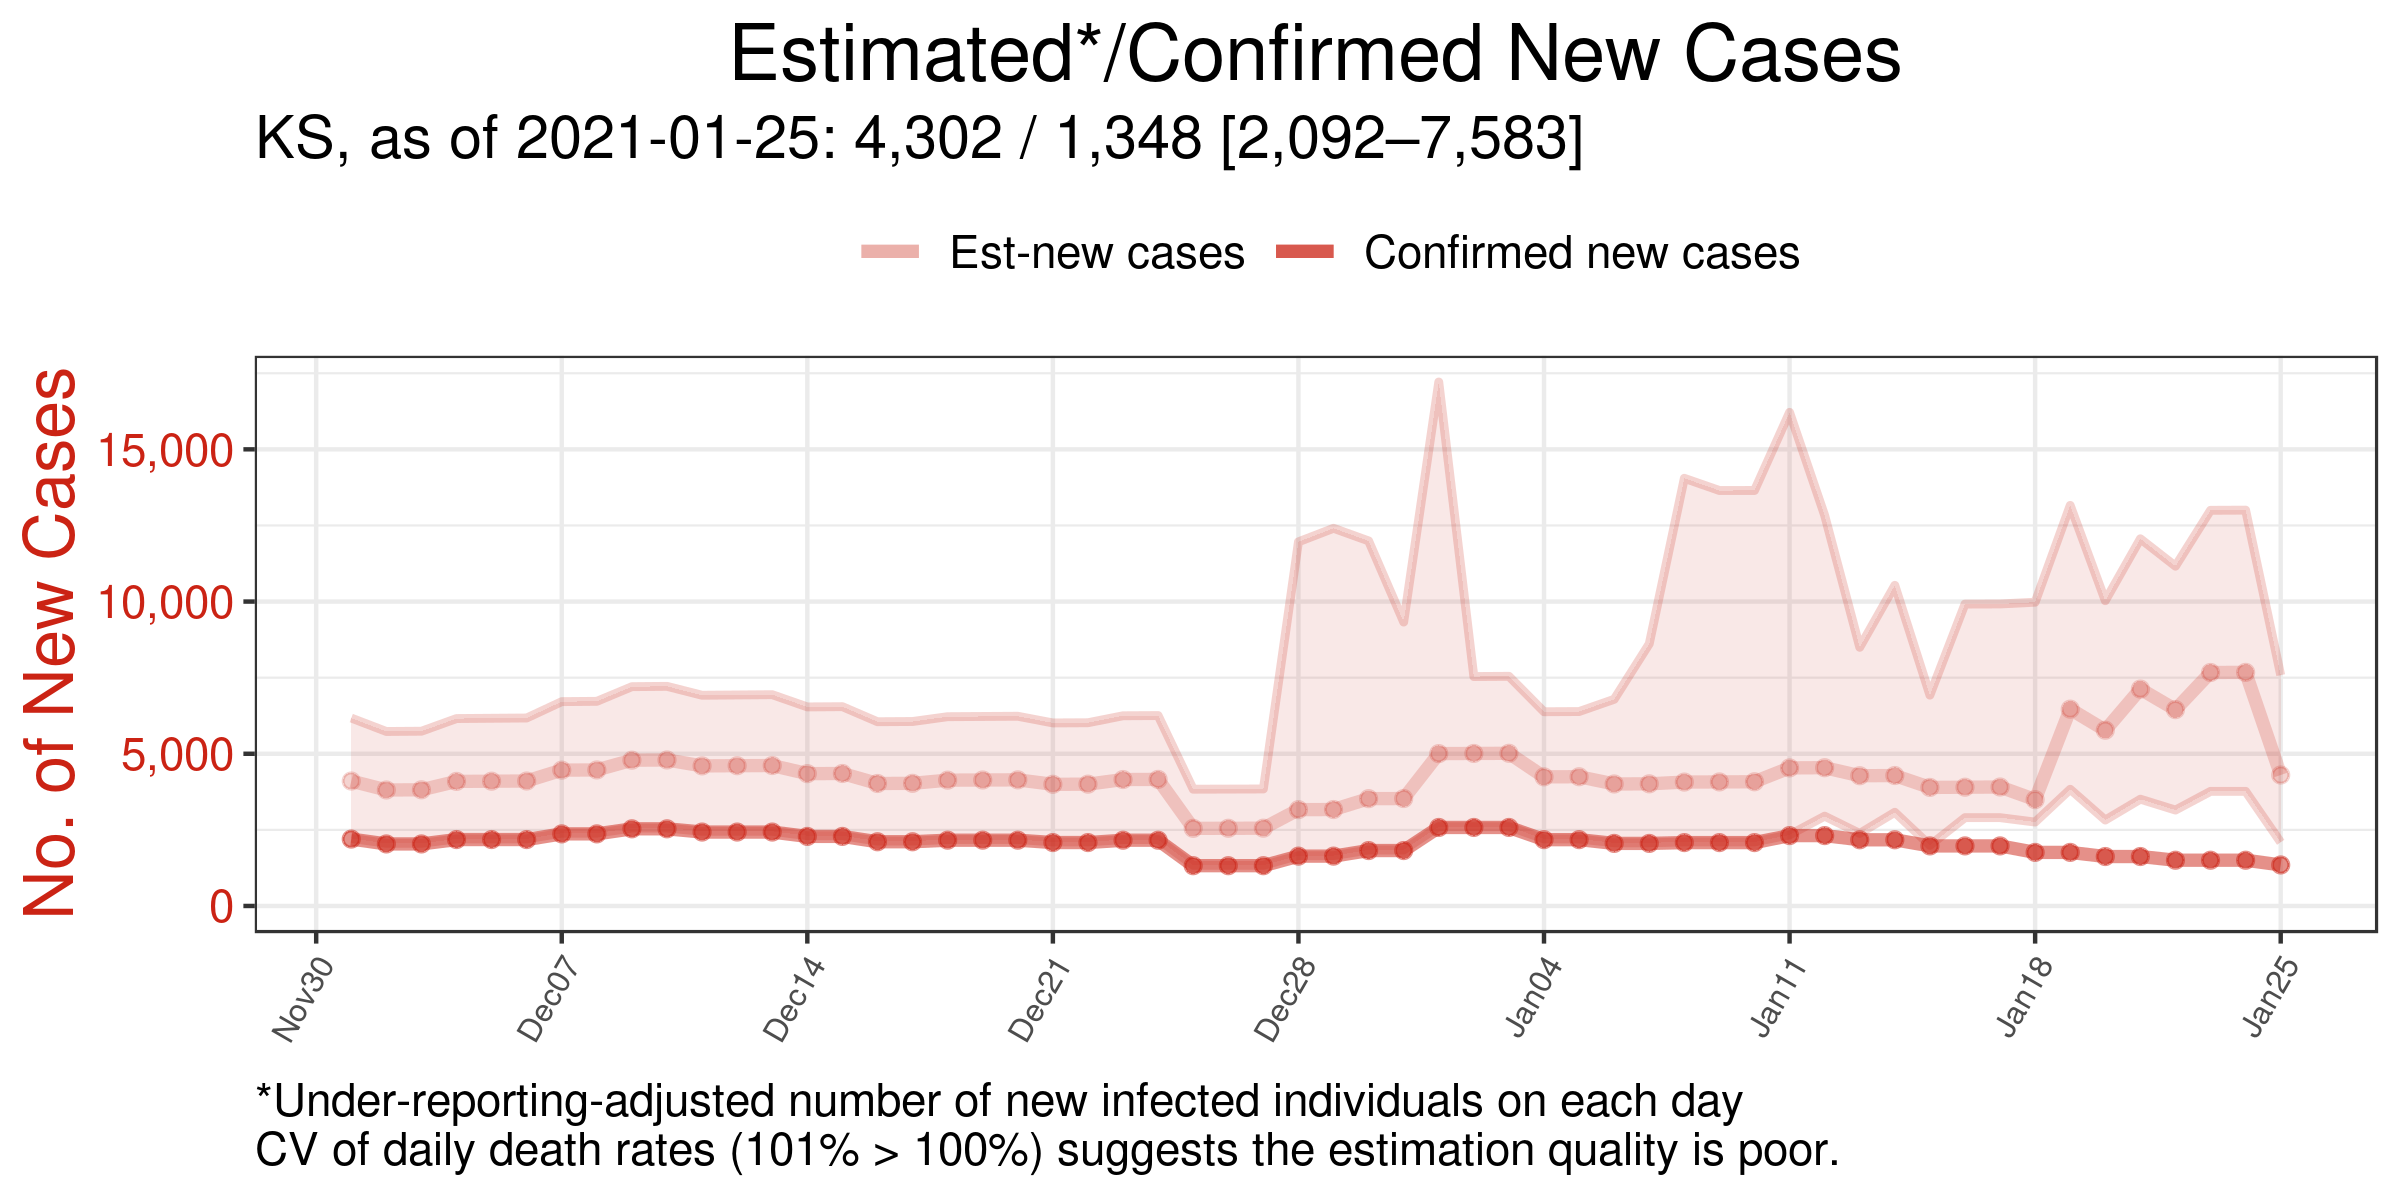 Estimated*/Confirmed New Cases
KS, as of 2021-01-25: 4,302 / 1,348 [2,092–7,583]
Est-new cases
Confirmed new cases
No. of New Cases
15,000
10,000
5,000
0
Nov30
Dec07
Dec14
Dec21
Dec28
Jan04
Jan11
Jan18
Jan25
*Under-reporting-adjusted number of new infected individuals on each day
CV of daily death rates (101% > 100%) suggests the estimation quality is poor.